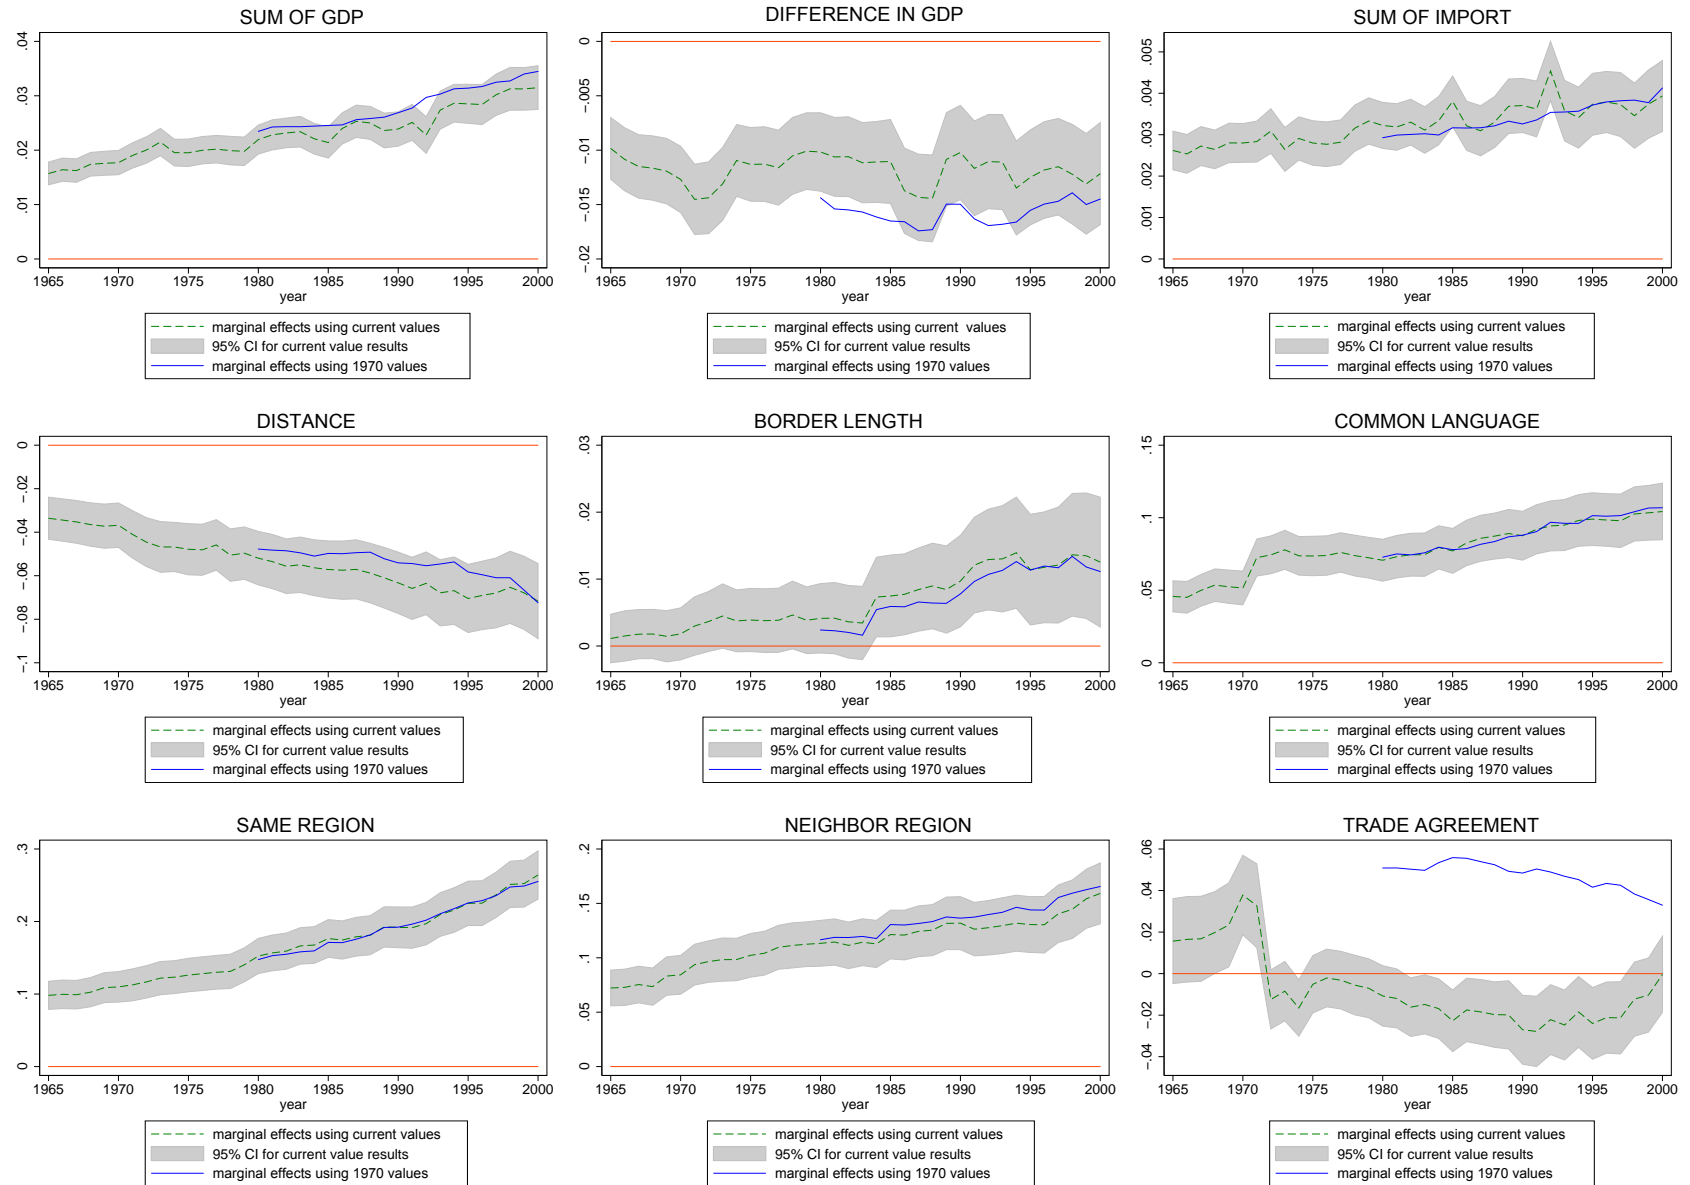 SUM OF GDP
.04
.03
.02
.01
0
1965 1970 1975 1980 1985 1990 1995 2000
year
marginal effects using current values
95% CI for current value results
marginal effects using 1970 values
DIFFERENCE IN GDP
0
−.005
−.01
−.015
−.02
1965 1970 1975 1980 1985 1990 1995 2000
year
marginal effects using current values
95% CI for current value results
marginal effects using 1970 values
SUM OF IMPORT
.005
.004
.003
.002
.001
0
1965 1970 1975 1980 1985 1990 1995 2000
year
marginal effects using current values
95% CI for current value results
marginal effects using 1970 values
DISTANCE
0
−.02
−.04
−.06
−.08
−.1
1965 1970 1975 1980 1985 1990 1995 2000
year
marginal effects using current values
95% CI for current value results
marginal effects using 1970 values
BORDER LENGTH
.03
.02
.01
0
1965 1970 1975 1980 1985 1990 1995 2000
year
marginal effects using current values
95% CI for current value results
marginal effects using 1970 values
COMMON LANGUAGE
.15
.1
.05
0
1965 1970 1975 1980 1985 1990 1995 2000
year
marginal effects using current values
95% CI for current value results
marginal effects using 1970 values
SAME REGION
.3
.2
.1
0
1965 1970 1975 1980 1985 1990 1995 2000
year
marginal effects using current values
95% CI for current value results
marginal effects using 1970 values
NEIGHBOR REGION
.2
.15
.1
.05
0
1965 1970 1975 1980 1985 1990 1995 2000
year
marginal effects using current values
95% CI for current value results
marginal effects using 1970 values
TRADE AGREEMENT
.06
.04
.02
0
−.02
−.04
1965 1970 1975 1980 1985 1990 1995 2000
year
marginal effects using current values
95% CI for current value results
marginal effects using 1970 values